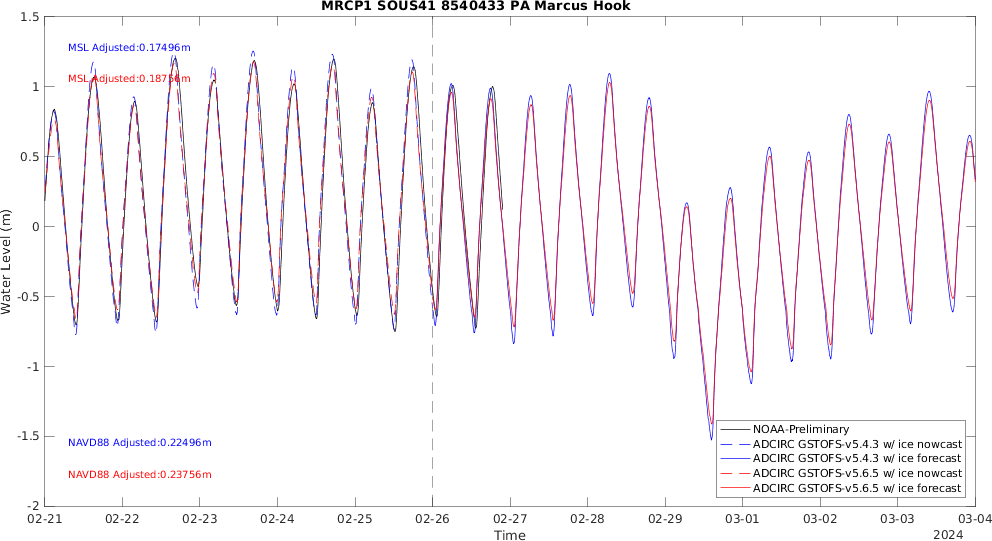 MRCP1 SOUS41 8540433 PA Marcus Hook
1.5
1
0.5
0
-0.5
-1
-1.5
-2
Water Level (m)
MSL Adjusted:0.17496m
MSL Adjusted:0.18756m
NAVD88 Adjusted:0.22496m
NAVD88 Adjusted:0.23756m
NOAA-Preliminary
ADCIRC GSTOFS-v5.4.3 w/ ice nowcast
ADCIRC GSTOFS-v5.4.3 w/ ice forecast
ADCIRC GSTOFS-v5.6.5 w/ ice nowcast
ADCIRC GSTOFS-v5.6.5 w/ ice forecast
02-21 02-22 02-23 02-24 02-25 02-26 02-27 02-28 02-29 03-01 03-02 03-03 03-04
Time
2024